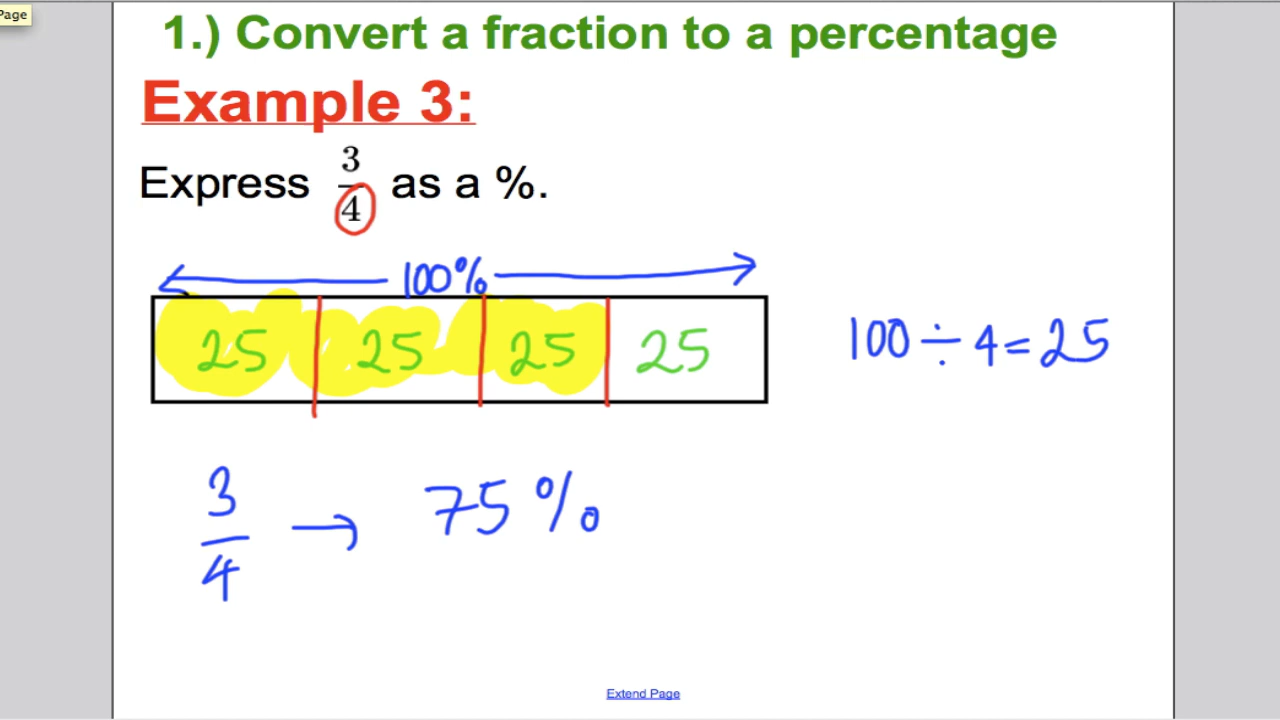 Page
1.) Convert a fraction to a percentage
Example 3:
Express 3/4 as a %.
100%
25 25 25 25
100 ÷ 4 = 25
3/4 → 75%
Extend Page